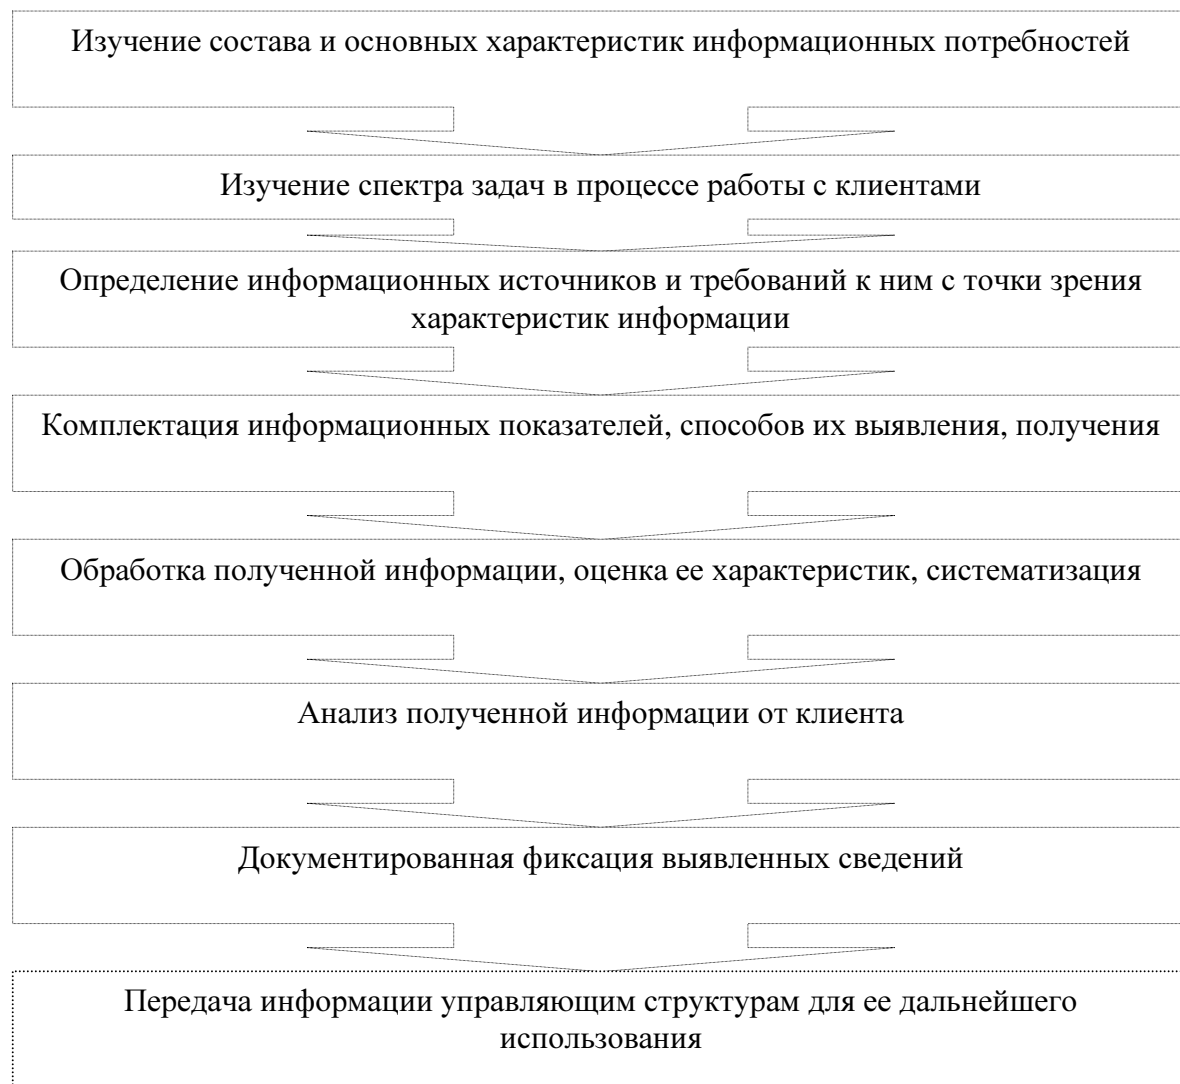 Изучение состава и основных характеристик информационных потребностей
Изучение спектра задач в процессе работы с клиентами
Определение информационных источников и требований к ним с точки зрения
характеристик информации
Комплектация информационных показателей, способов их выявления, получения
Обработка полученной информации, оценка ее характеристик, систематизация
Анализ полученной информации от клиента
Документированная фиксация выявленных сведений
Передача информации управляющим структурам для ее дальнейшего
использования